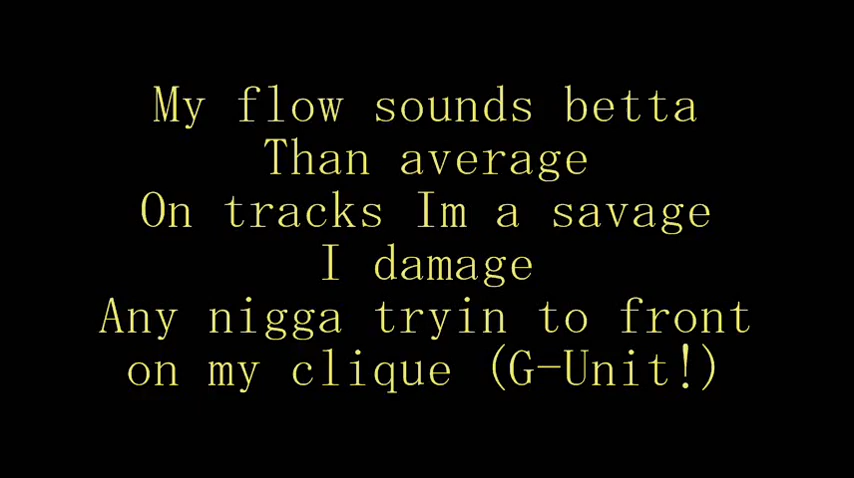 My flow sounds betta
Than average
On tracks Im a savage
I damage
Any nigga tryin to front
on my clique (G-Unit!)